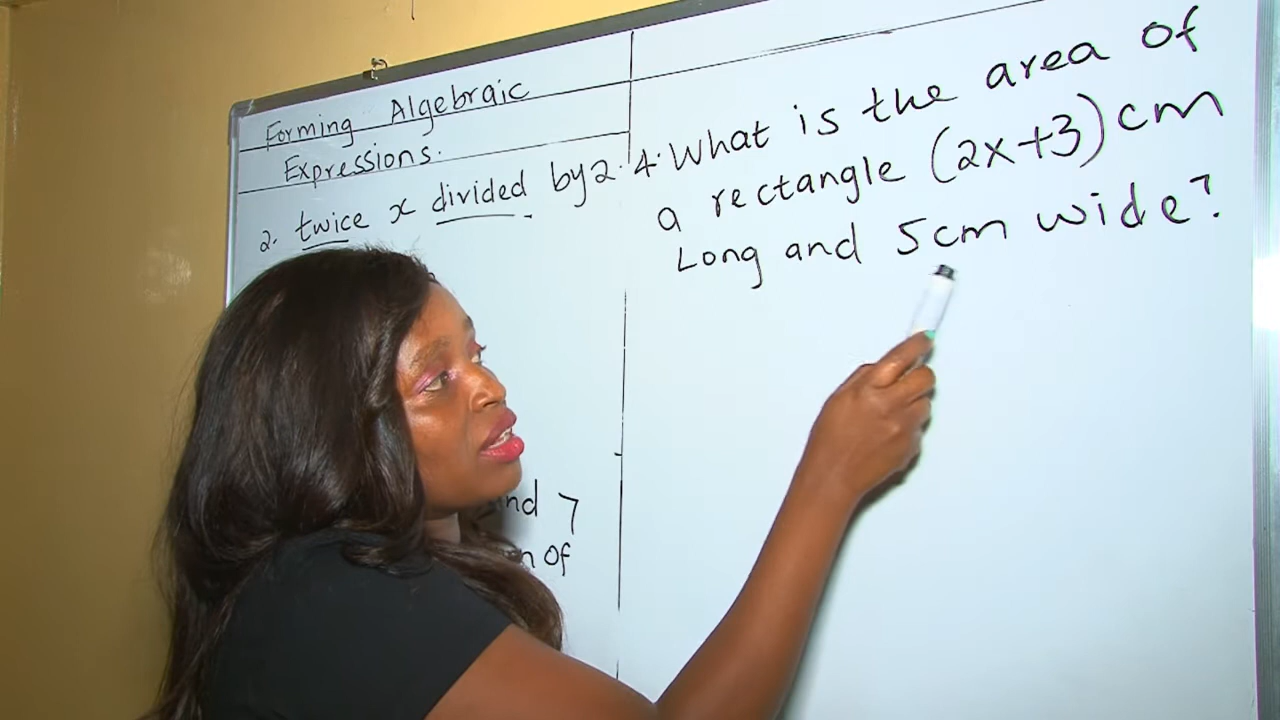 Forming Algebraic
Expressions.
2. twice x divided by 2.
and 7
of
4. What is the area of
a rectangle (2x+3) cm
Long and 5cm wide?